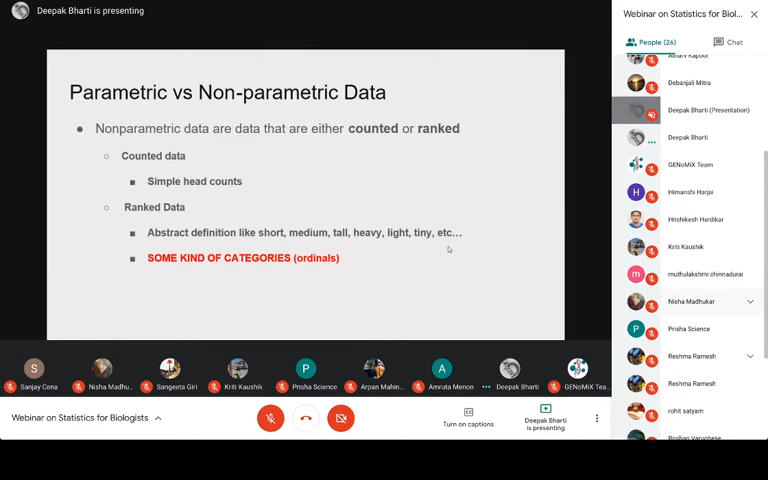 Deepak Bharti is presenting
Webinar on Statistics for Biol...
People (26)
Chat
Parametric vs Non-parametric Data
Nonparametric data are data that are either counted or ranked
Counted data
Simple head counts
Ranked Data
Abstract definition like short, medium, tall, heavy, light, tiny, etc...
SOME KIND OF CATEGORIES (ordinals)
Debanjali Mitra
Deepak Bharti (Presentation)
Deepak Bharti
GENoMiX Team
H
Himanshi Harjai
Hrishikesh Hardikar
Kriti Kaushik
m
muthulakshmi chinnadurai
Nisha Madhukar
P
Prisha Science
Reshma Ramesh
Reshma Ramesh
rohit satyam
Roshan Varughese
S
Sanjay Cena
Nisha Madhu...
Sangeeta Giri
Kriti Kaushik
P
Prisha Science
Arpan Mahin...
A
Amruta Menon
Deepak Bharti
GENoMiX Tea...
Webinar on Statistics for Biologists
Turn on captions
Deepak Bharti
is presenting